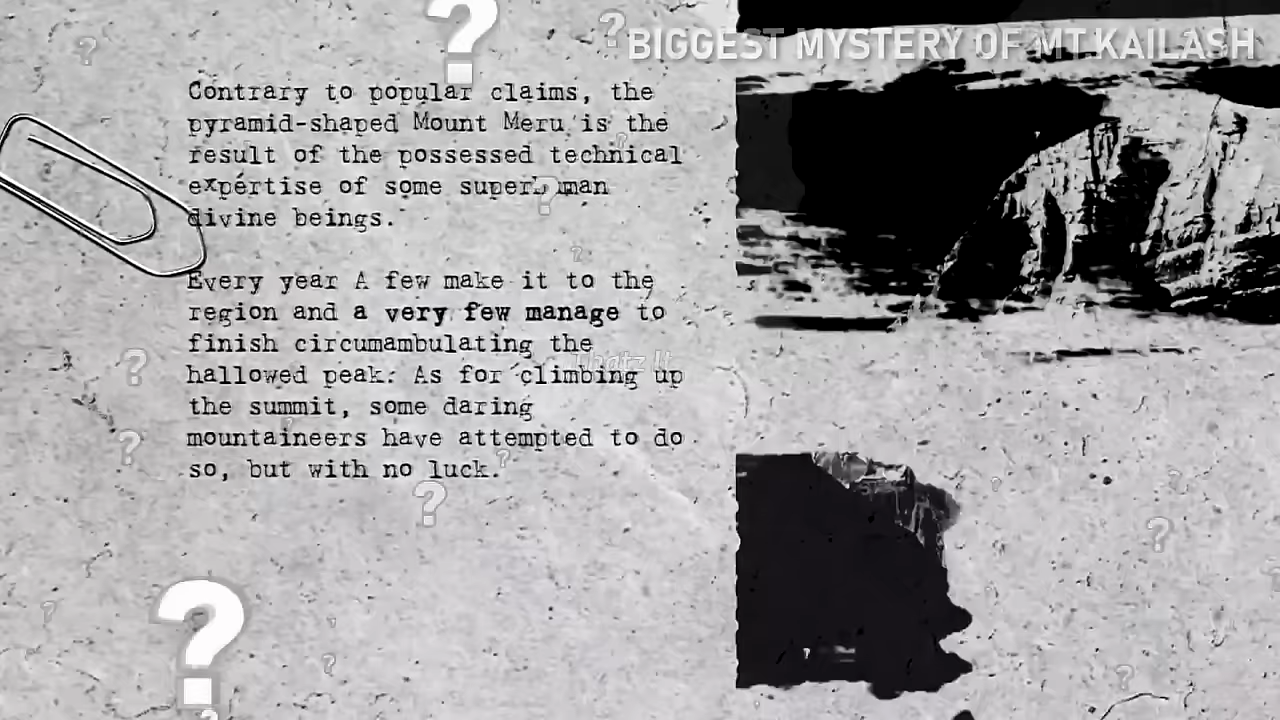 BIGGEST MYSTERY OF MT.KAILASH
Contrary to popular claims, the
pyramid-shaped Mount Meru is the
result of the possessed technical
expertise of some superhuman
divine beings.
Every year A few make it to the
region and a very few manage to
finish circumambulating the
hallowed peak. As for climbing up
the summit, some daring
mountaineers have attempted to do
so, but with no luck.
Thatz It